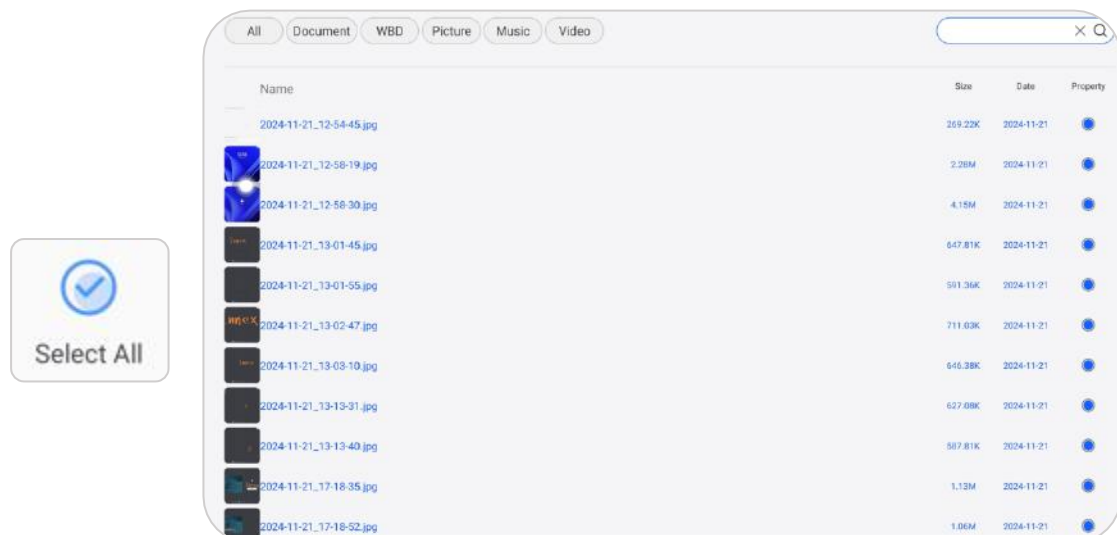 All Document WBD Picture Music Video
Name Size Date Property
2024-11-21_12-54-45.jpg 269.22K 2024-11-21
2024-11-21_12-58-19.jpg 2.26M 2024-11-21
2024-11-21_12-58-30.jpg 4.15M 2024-11-21
2024-11-21_13-01-45.jpg 647.81K 2024-11-21
2024-11-21_13-01-55.jpg 591.36K 2024-11-21
2024-11-21_13-02-47.jpg 711.03K 2024-11-21
2024-11-21_13-03-10.jpg 646.38K 2024-11-21
Select All
2024-11-21_13-13-31.jpg 627.08K 2024-11-21
2024-11-21_13-13-40.jpg 587.81K 2024-11-21
2024-11-21_17-18-35.jpg 1.13M 2024-11-21
2024-11-21_17-18-52.jpg 1.06M 2024-11-21